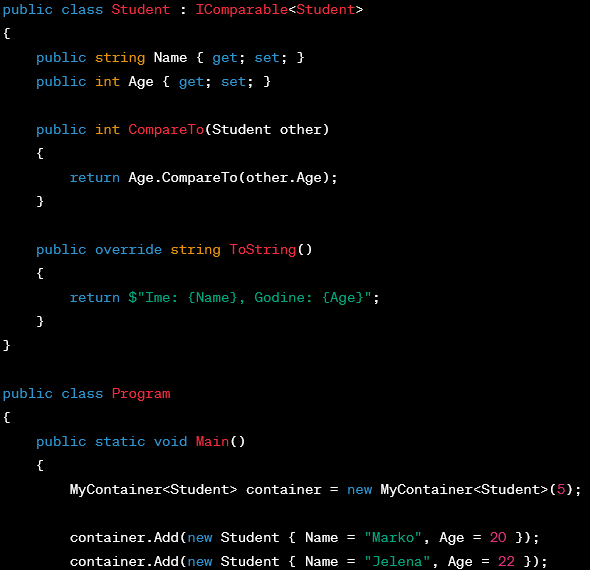 public class Student : IComparable<Student>
{
    public string Name { get; set; }
    public int Age { get; set; }

    public int CompareTo(Student other)
    {
        return Age.CompareTo(other.Age);
    }

    public override string ToString()
    {
        return $"Ime: {Name}, Godine: {Age}";
    }
}

public class Program
{
    public static void Main()
    {
        MyContainer<Student> container = new MyContainer<Student>(5);

        container.Add(new Student { Name = "Marko", Age = 20 });
        container.Add(new Student { Name = "Jelena", Age = 22 });